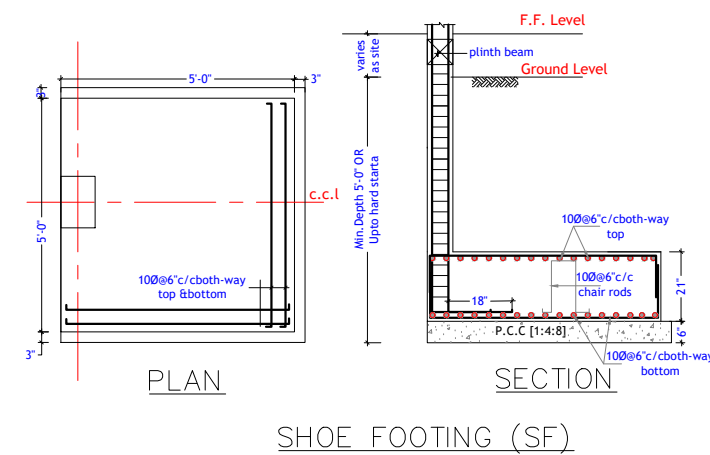 F.F. Level
5'-0"
3"
varies
as site
plinth beam
Ground Level
3"
c.c.l
5'-0"
Min.Depth 5'-0" OR
Upto hard starta
10Ø@6"c/cboth-way
top
10Ø@6"c/cboth-way
top &bottom
10Ø@6"c/c
chair rods
21"
18"
P.C.C [1:4:8]
6"
3"
10Ø@6"c/cboth-way
bottom
PLAN
SECTION
SHOE FOOTING (SF)